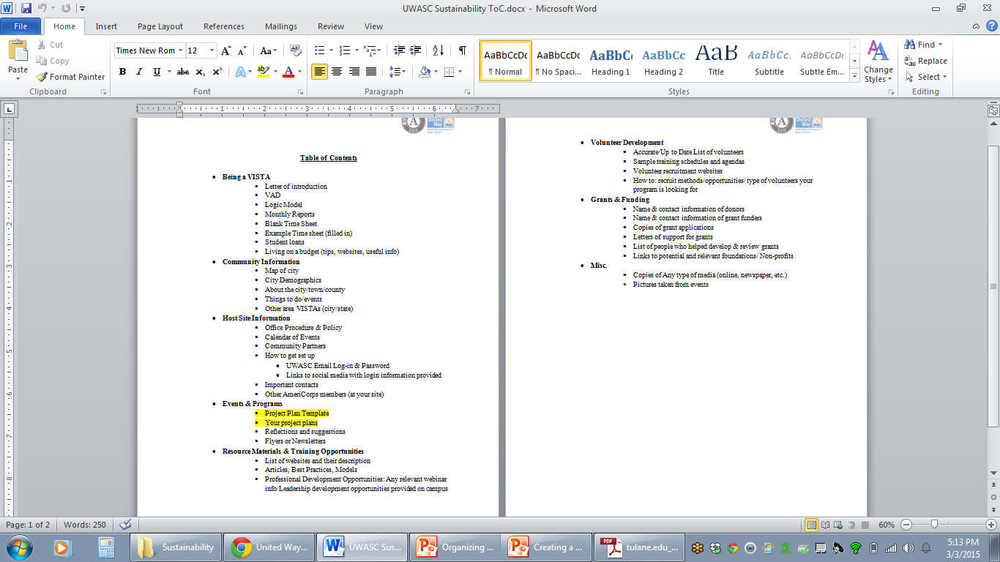 UWASC Sustainability ToC.docx - Microsoft Word
File Home Insert Page Layout References Mailings Review View
Paste
Cut
Copy
Format Painter
Clipboard
Times New Rom 12
Font
Paragraph
AaBbCcDc AaBbCcDc AaBbCc AaBbCc AaB AaBbCc. AaBbCcDc
¶ Normal ¶ No Spaci... Heading 1 Heading 2 Title Subtitle Subtle Em...
Change Styles
Styles
Find
Replace
Select
Editing
1 1 2 3 4 5 6 7
Table of Contents
• Being a VISTA
▪ Letter of introduction
▪ VAD
▪ Logic Model
▪ Monthly Reports
▪ Blank Time Sheet
▪ Example Time sheet (filled in)
▪ Student loans
▪ Living on a budget (tips, websites, useful info)
• Community Information
▪ Map of city
▪ City Demographics
▪ About the city/town/county
▪ Things to do/events
▪ Other area VISTAs (city/state)
• Host Site Information
▪ Office Procedure & Policy
▪ Calendar of Events
▪ Community Partners
▪ How to get set up
• UWASC Email Log-in & Password
• Links to social media with login information provided
▪ Important contacts
▪ Other AmeriCorps members (at your site)
• Events & Programs
▪ Project Plan Template
▪ Your project plans
▪ Reflections and suggestions
▪ Flyers or Newsletters
• Resource Materials & Training Opportunities
▪ List of websites and their description
▪ Articles, Best Practices, Models
▪ Professional Development Opportunities: Any relevant webinar
info/Leadership development opportunities provided on campus
United Way
• Volunteer Development
▪ Accurate/Up to Date List of volunteers
▪ Sample training schedules and agendas
▪ Volunteer recruitment websites
▪ How to: recruit methods/opportunities/ type of volunteers your
program is looking for
• Grants & Funding
▪ Name & contact information of donors
▪ Name & contact information of grant funders
▪ Copies of grant applications
▪ Letters of support for grants
▪ List of people who helped develop & review grants
▪ Links to potential and relevant foundations/ Non-profits
• Misc.
▪ Copies of Any type of media (online, newspaper, etc.)
▪ Pictures taken from events
Page: 1 of 2 Words: 250 60%
Sustainability United Way... UWASC Sus... Organizing ... Creating a ... tulane.edu_...
5:13 PM
3/3/2015